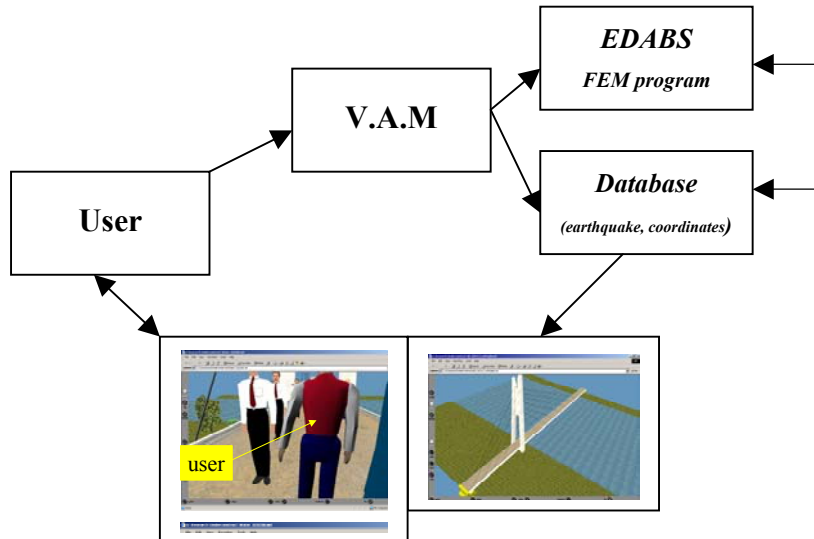 EDABS
FEM program
V.A.M
Database
(earthquake, coordinates)
User
user